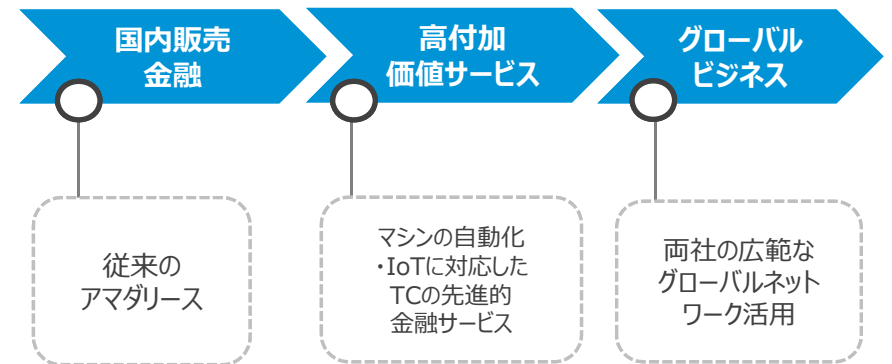 国内販売
金融
高付加
価値サービス
グローバル
ビジネス
従来の
アマダリース
マシンの自動化
・IoTに対応した
TCの先進的
金融サービス
両社の広範な
グローバルネット
ワーク活用